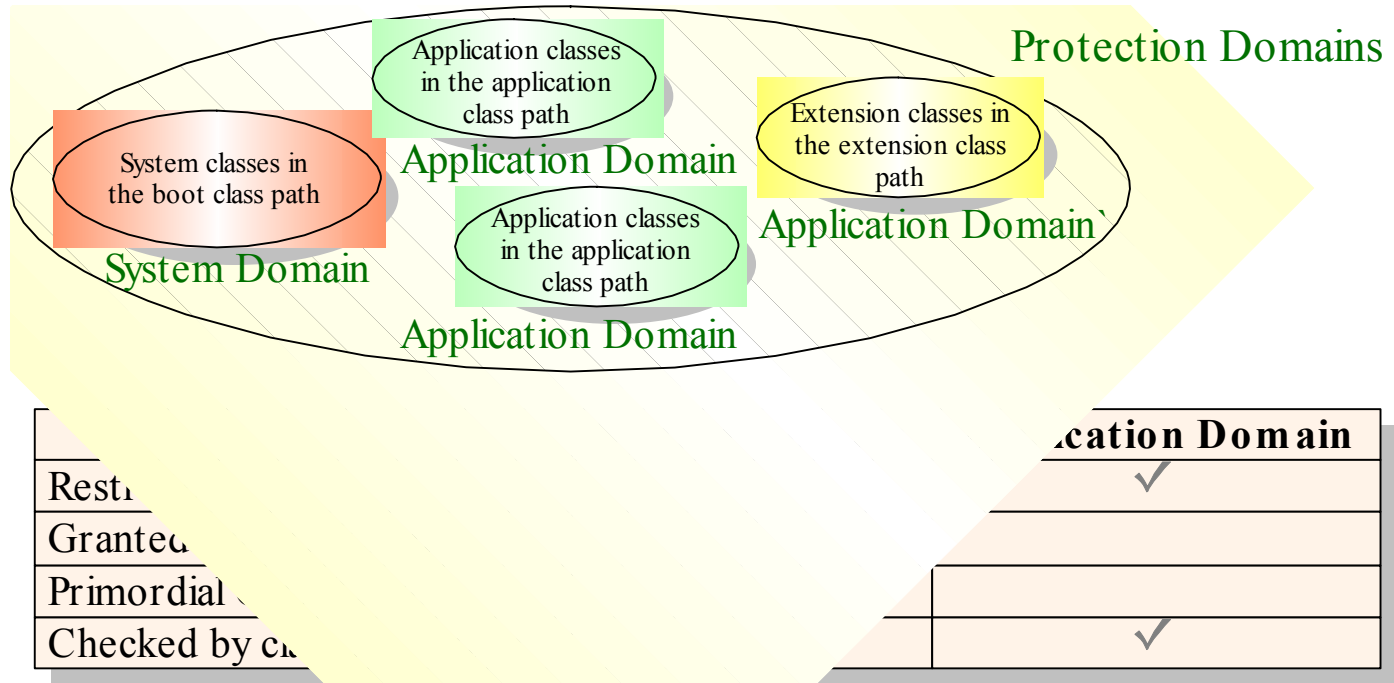 Protection Domains
Application classes
in the application
class path
Application Domain
Extension classes in
the extension class
path
Application Domain`
System classes in
the boot class path
System Domain
Application classes
in the application
class path
Application Domain
Domain
Granted
Primordial
Checked by